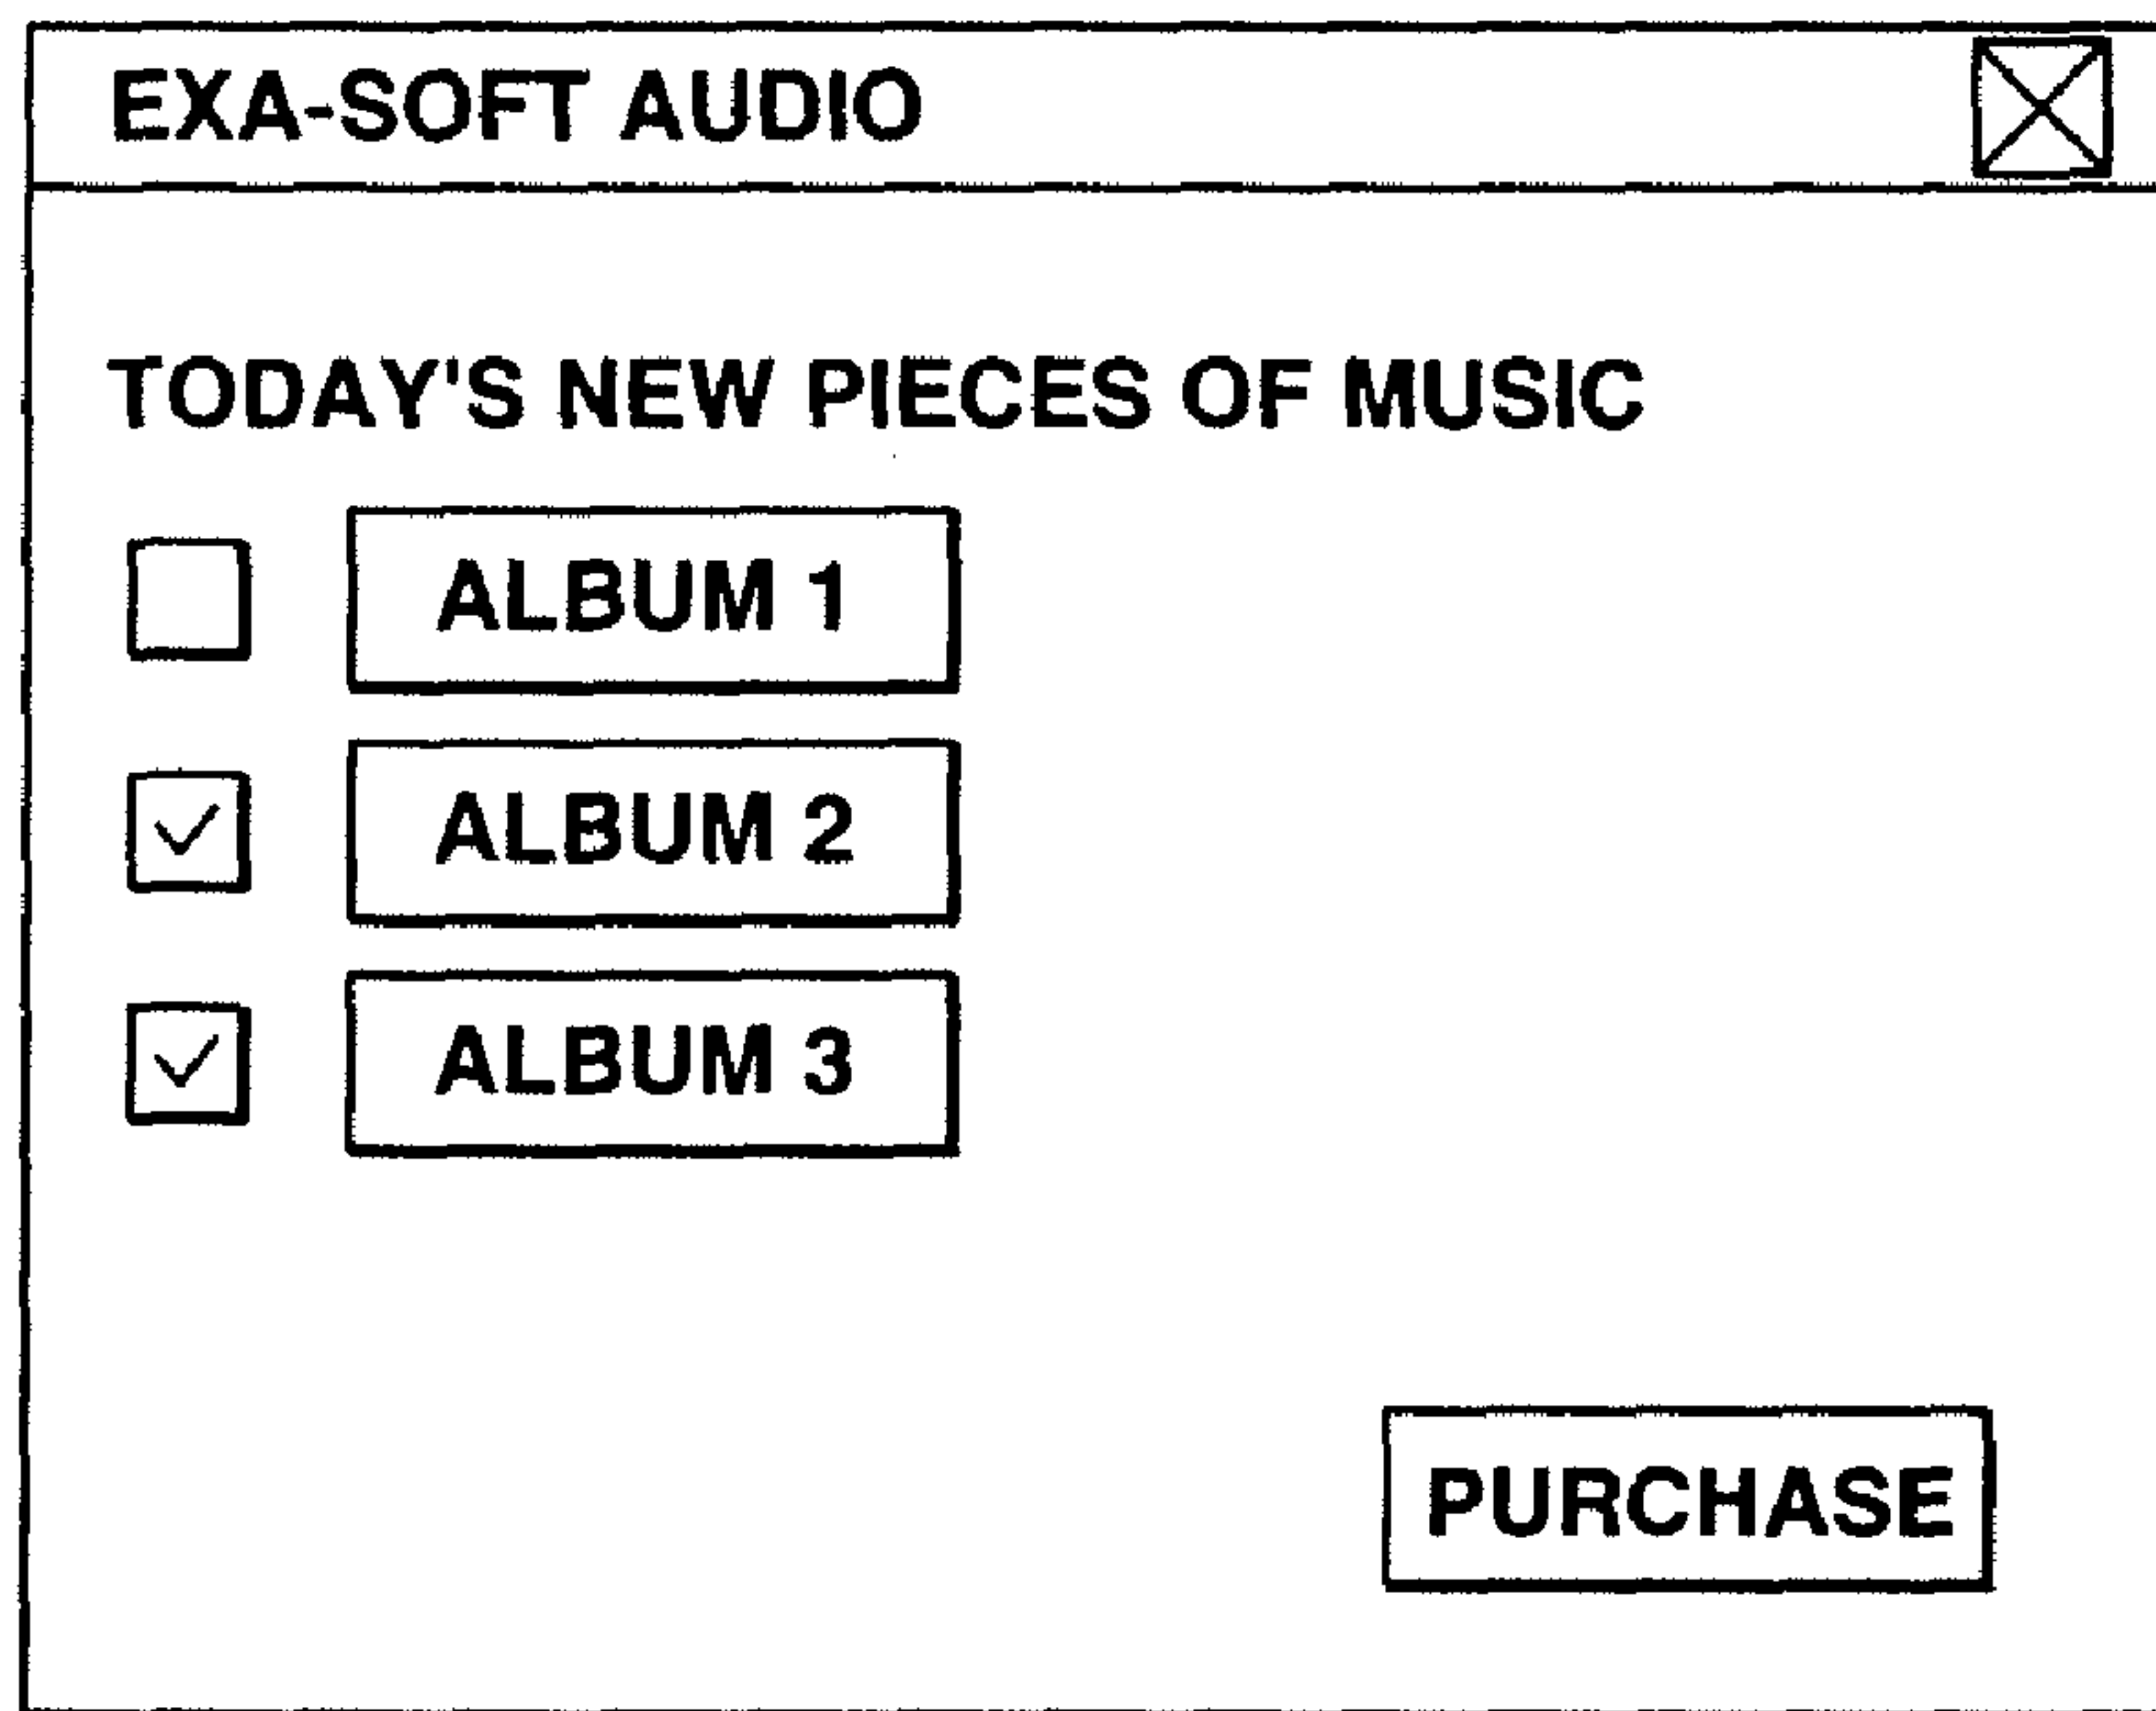 EXA-SOFT AUDIO
TODAY'S NEW PIECES OF MUSIC
ALBUM 1
ALBUM 2
ALBUM 3
PURCHASE